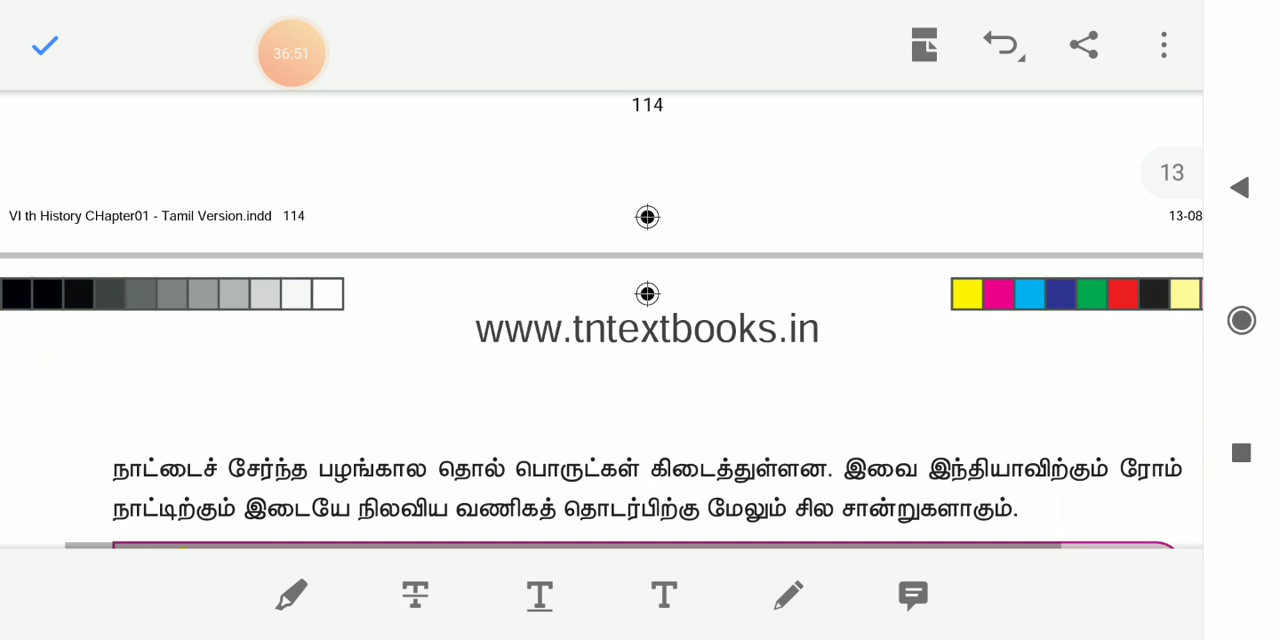 36:51
114
13
VI th History CHapter01 - Tamil Version.indd 114
13-08
www.tntextbooks.in
நாட்டைச் சேர்ந்த பழங்கால தொல் பொருட்கள் கிடைத்துள்ளன. இவை இந்தியாவிற்கும் ரோம்
நாட்டிற்கும் இடையே நிலவிய வணிகத் தொடர்பிற்கு மேலும் சில சான்றுகளாகும்.